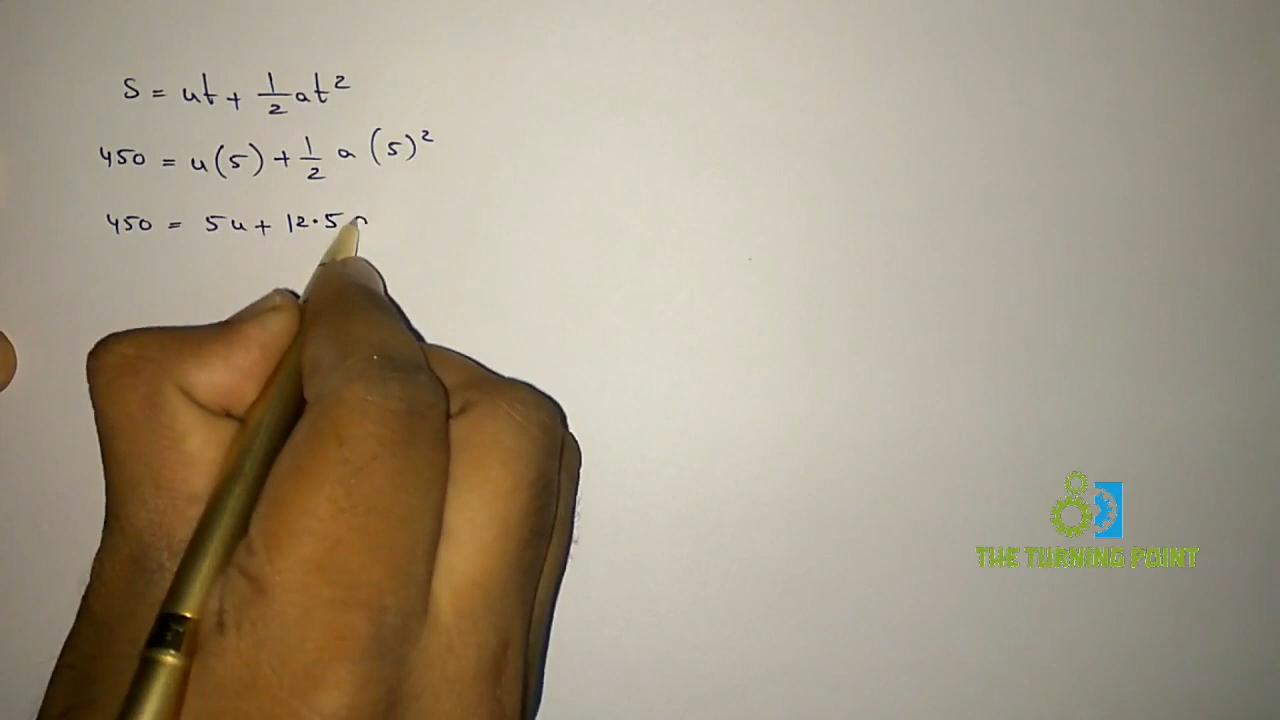 S = ut + 1/2 at²
450 = u(5) + 1/2 a (5)²
450 = 5u + 12.5
THE TURNING POINT